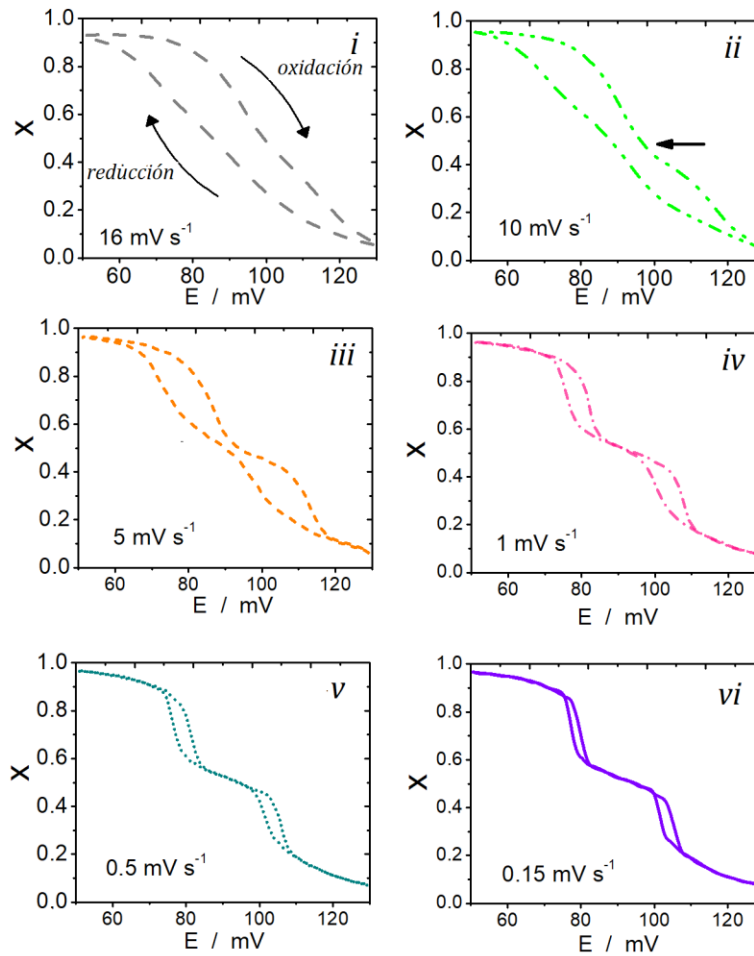 i
oxidación
reducción
16 mV s-1
X
1.0
0.8
0.6
0.4
0.2
0.0
60 80 100 120
E / mV
ii
10 mV s-1
X
1.0
0.8
0.6
0.4
0.2
0.0
60 80 100 120
E / mV
iii
5 mV s-1
X
1.0
0.8
0.6
0.4
0.2
0.0
60 80 100 120
E / mV
iv
1 mV s-1
X
1.0
0.8
0.6
0.4
0.2
0.0
60 80 100 120
E / mV
v
0.5 mV s-1
X
1.0
0.8
0.6
0.4
0.2
0.0
60 80 100 120
E / mV
vi
0.15 mV s-1
X
1.0
0.8
0.6
0.4
0.2
0.0
60 80 100 120
E / mV